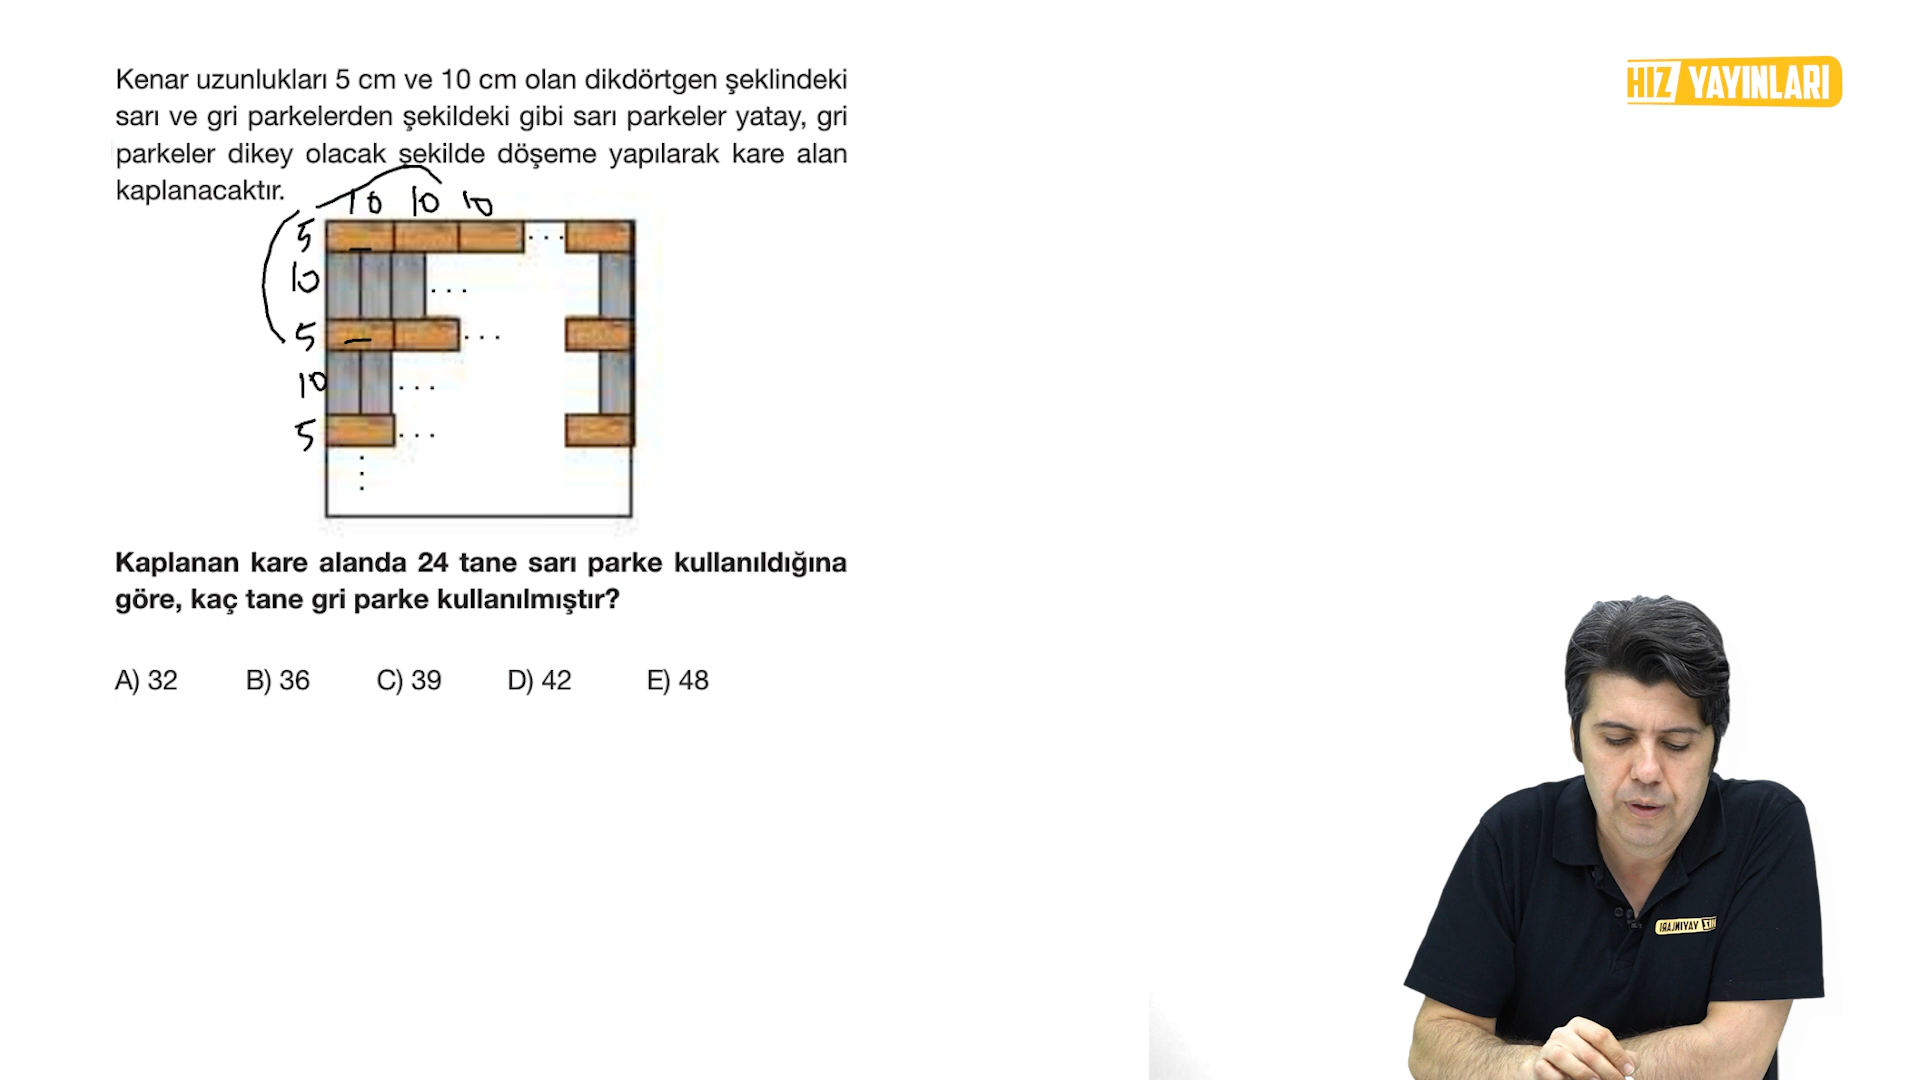 HIZ YAYINLARI
Kenar uzunlukları 5 cm ve 10 cm olan dikdörtgen şeklindeki
sarı ve gri parkelerden şekildeki gibi sarı parkeler yatay, gri
parkeler dikey olacak şekilde döşeme yapılarak kare alan
kaplanacaktır.
10 10 10
5
10
5
10
5
Kaplanan kare alanda 24 tane sarı parke kullanıldığına
göre, kaç tane gri parke kullanılmıştır?
A) 32 B) 36 C) 39 D) 42 E) 48